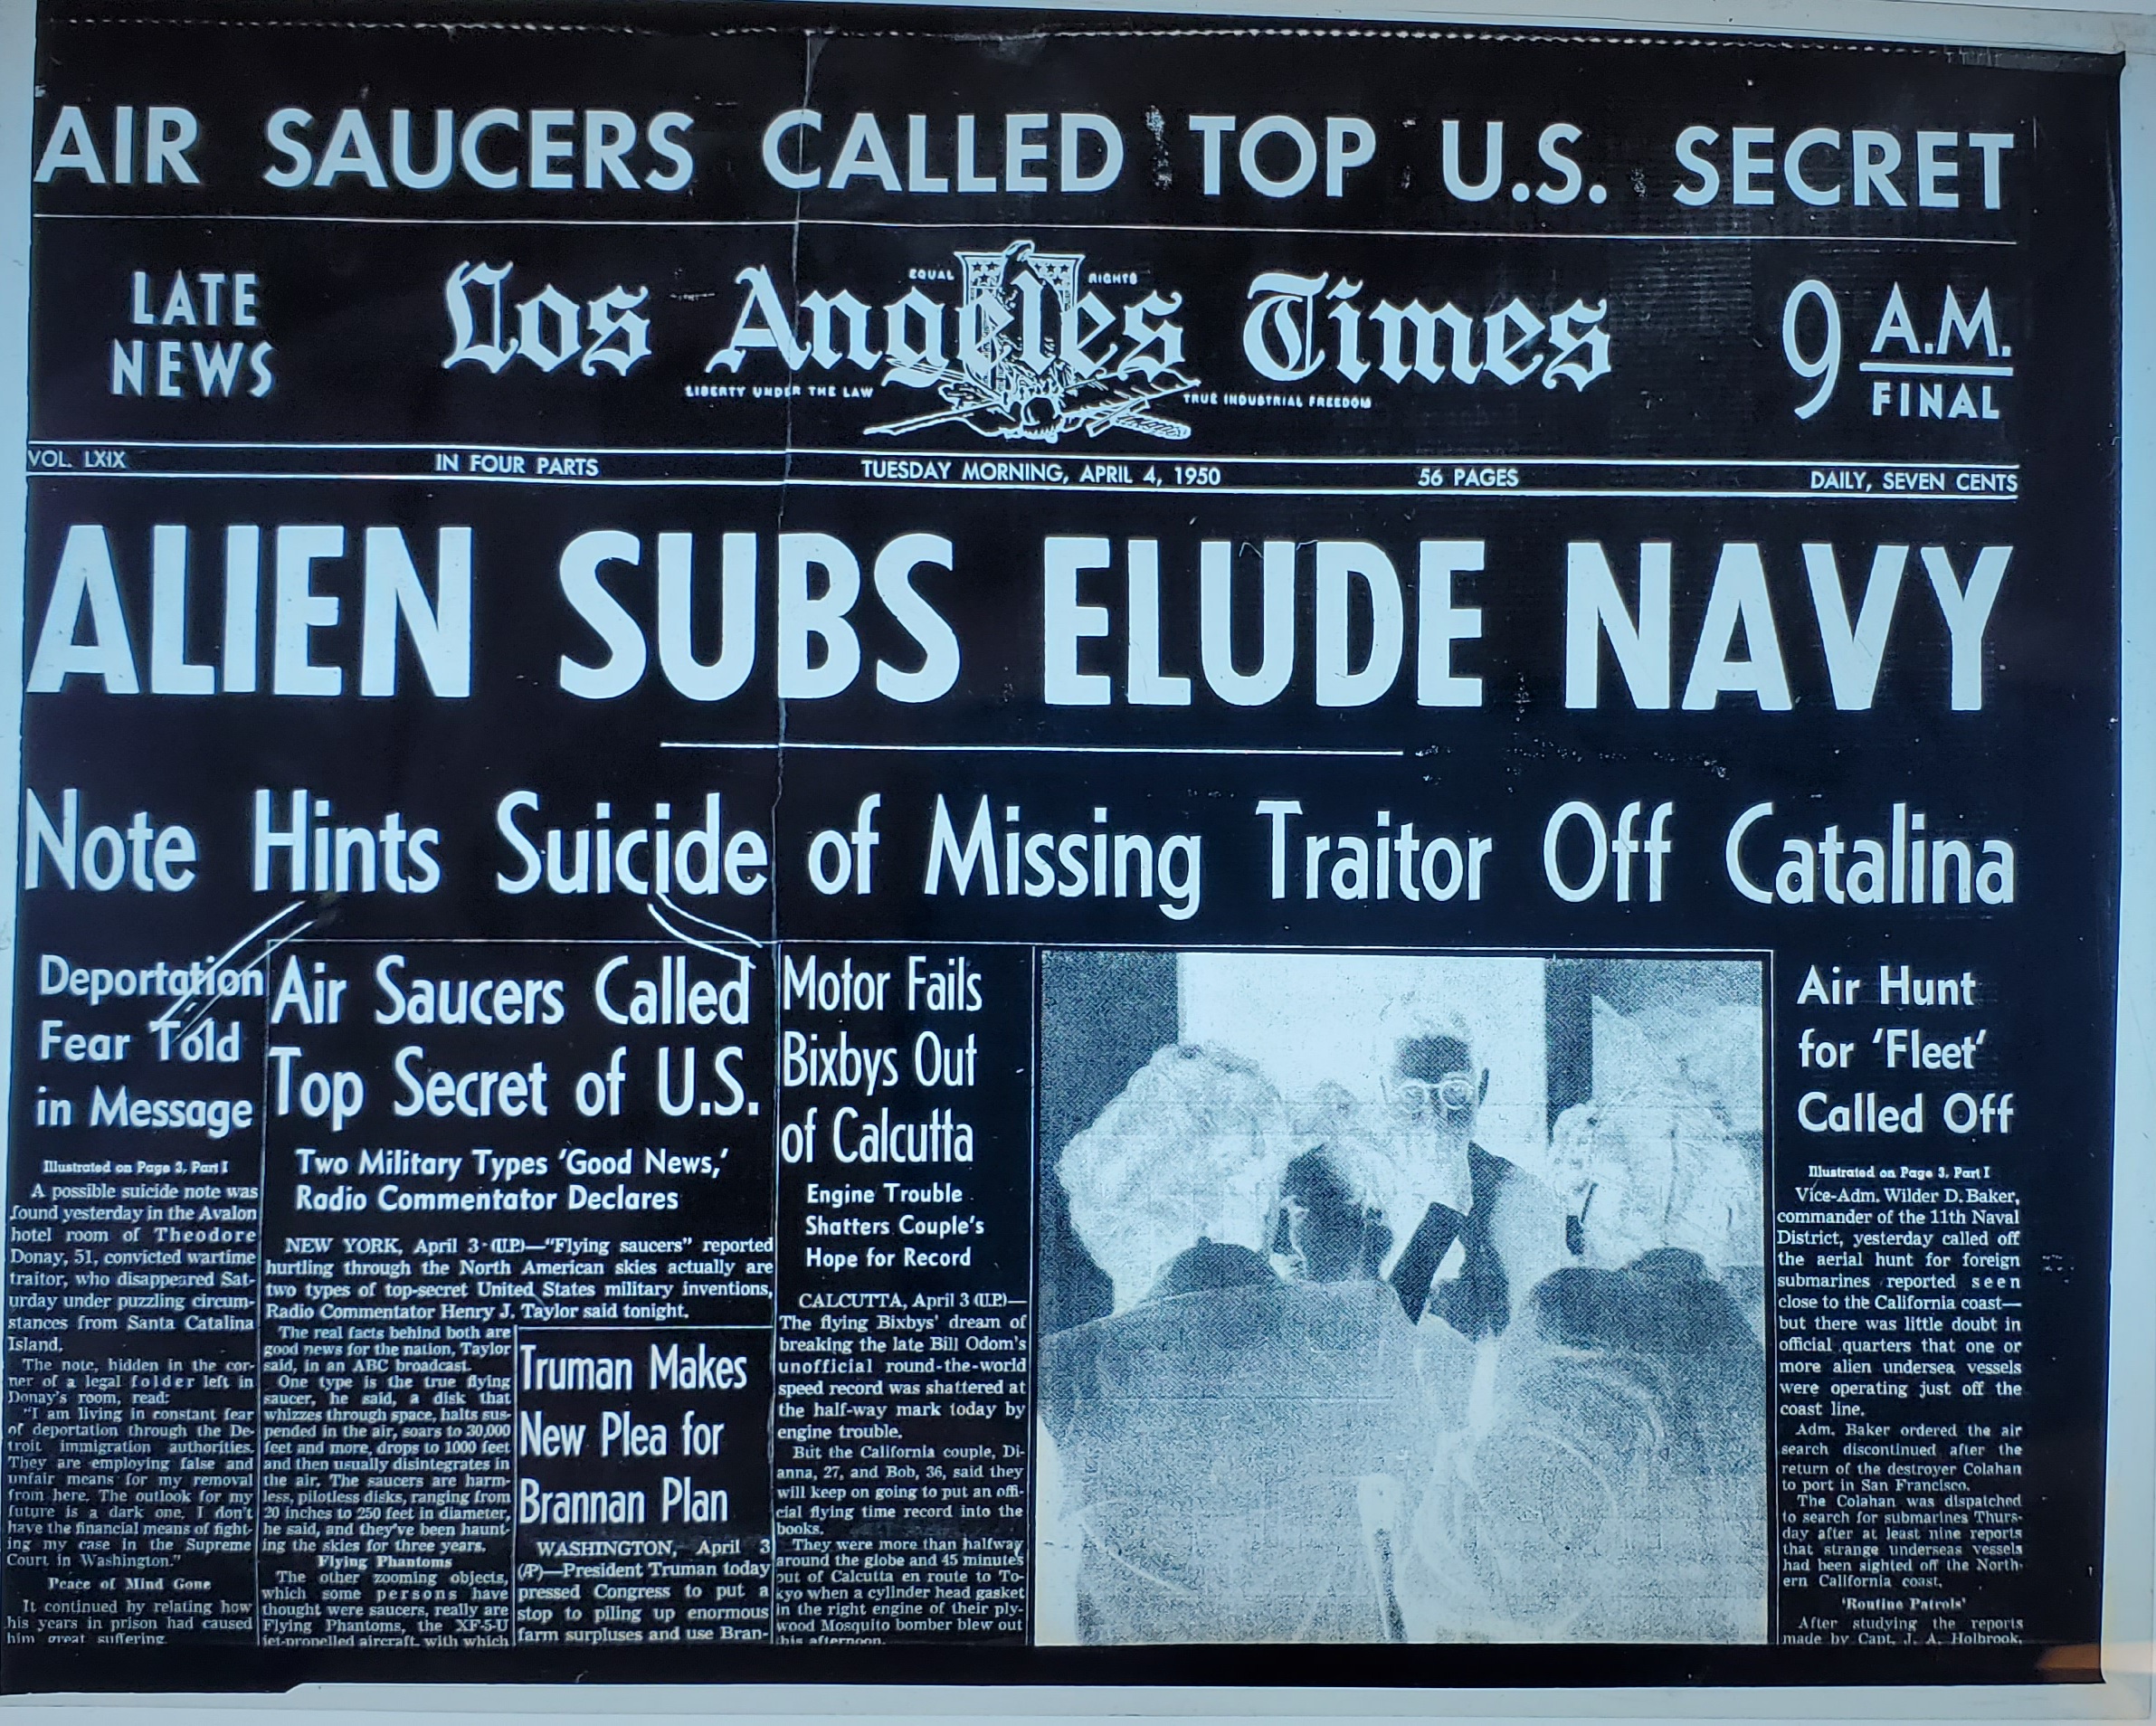 AIR SAUCERS CALLED TOP U.S. SECRET
LATE
NEWS
EQUAL RIGHTS
Los Angeles Times
LIBERTY UNDER THE LAW
TRUE INDUSTRIAL FREEDOM
9 A.M.
FINAL
VOL. LXIX IN FOUR PARTS TUESDAY MORNING, APRIL 4, 1950 56 PAGES DAILY, SEVEN CENTS
ALIEN SUBS ELUDE NAVY
Note Hints Suicide of Missing Traitor Off Catalina
Deportation
Fear Told
in Message
Illustrated on Page 3, Part I
A possible suicide note was
found yesterday in the Avalon
hotel room of Theodore
Donay, 51, convicted wartime
traitor, who disappeared Sat-
urday under puzzling circum-
stances from Santa Catalina
Island.
The note, hidden in the cor-
ner of a legal folder left in
Donay's room, read:
"I am living in constant fear
of deportation through the De-
troit immigration authorities.
They are employing false and
unfair means for my removal
from here. The outlook for my
future is a dark one. I don't
have the financial means of fight-
ing my case in the Supreme
Court in Washington."
Peace of Mind Gone
It continued by relating how
his years in prison had caused
him great suffering.
Air Saucers Called
Top Secret of U.S.
Two Military Types 'Good News,'
Radio Commentator Declares
NEW YORK, April 3 (U.P.)—"Flying saucers" reported
hurtling through the North American skies actually are
two types of top-secret United States military inventions,
Radio Commentator Henry J. Taylor said tonight.
The real facts behind both are
good news for the nation, Taylor
said, in an ABC broadcast.
One type is the true flying
saucer, he said, a disk that
whizzes through space, halts sus-
pended in the air, soars to 30,000
feet and more, drops to 1000 feet
and then usually disintegrates in
the air. The saucers are harm-
less, pilotless disks, ranging from
20 inches to 250 feet in diameter,
he said, and they've been haunt-
ing the skies for three years.
Flying Phantoms
The other zooming objects,
which some persons have
thought were saucers, really are
Flying Phantoms, the XF-5-U
jet-propelled aircraft, with which
Truman Makes
New Plea for
Brannan Plan
WASHINGTON, April 3
(AP)—President Truman today
pressed Congress to put a
stop to piling up enormous
farm surpluses and use Bran-
Motor Fails
Bixbys Out
of Calcutta
Engine Trouble
Shatters Couple's
Hope for Record
CALCUTTA, April 3 (U.P.)—
The flying Bixbys' dream of
breaking the late Bill Odom's
unofficial round-the-world
speed record was shattered at
the half-way mark today by
engine trouble.
But the California couple, Di-
anna, 27, and Bob, 36, said they
will keep on going to put an offi-
cial flying time record into the
books.
They were more than halfway
around the globe and 45 minutes
out of Calcutta en route to To-
kyo when a cylinder head gasket
in the right engine of their ply-
wood Mosquito bomber blew out
this afternoon.
Air Hunt
for 'Fleet'
Called Off
Illustrated on Page 3, Part I
Vice-Adm. Wilder D. Baker,
commander of the 11th Naval
District, yesterday called off
the aerial hunt for foreign
submarines reported seen
close to the California coast—
but there was little doubt in
official quarters that one or
more alien undersea vessels
were operating just off the
coast line.
Adm. Baker ordered the air
search discontinued after the
return of the destroyer Colahan
to port in San Francisco.
The Colahan was dispatched
to search for submarines Thurs-
day after at least nine reports
that strange underseas vessels
had been sighted off the North-
ern California coast.
'Routine Patrols'
After studying the reports
made by Capt. J. A. Holbrook,